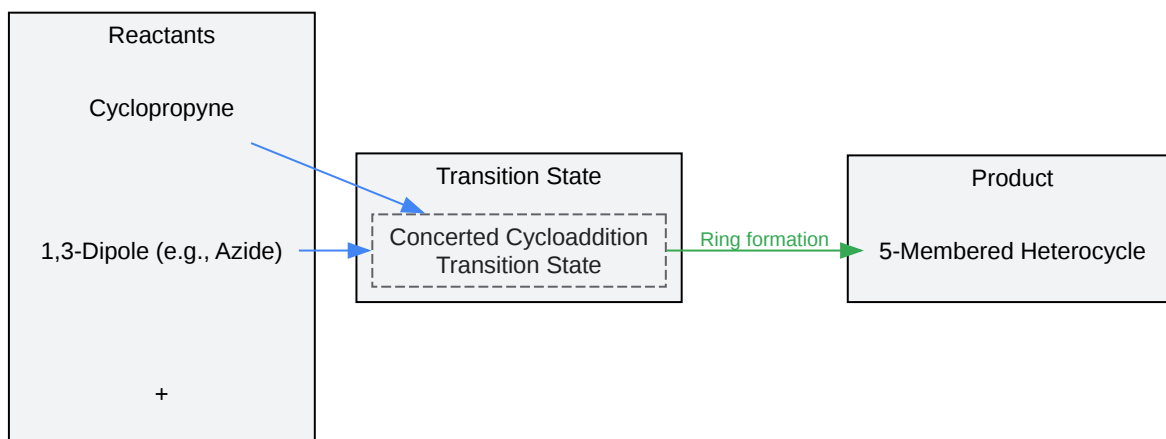 Reactants
Cyclopropyne
1,3-Dipole (e.g., Azide)
+
Transition State
Concerted Cycloaddition
Transition State
Ring formation
Product
5-Membered Heterocycle